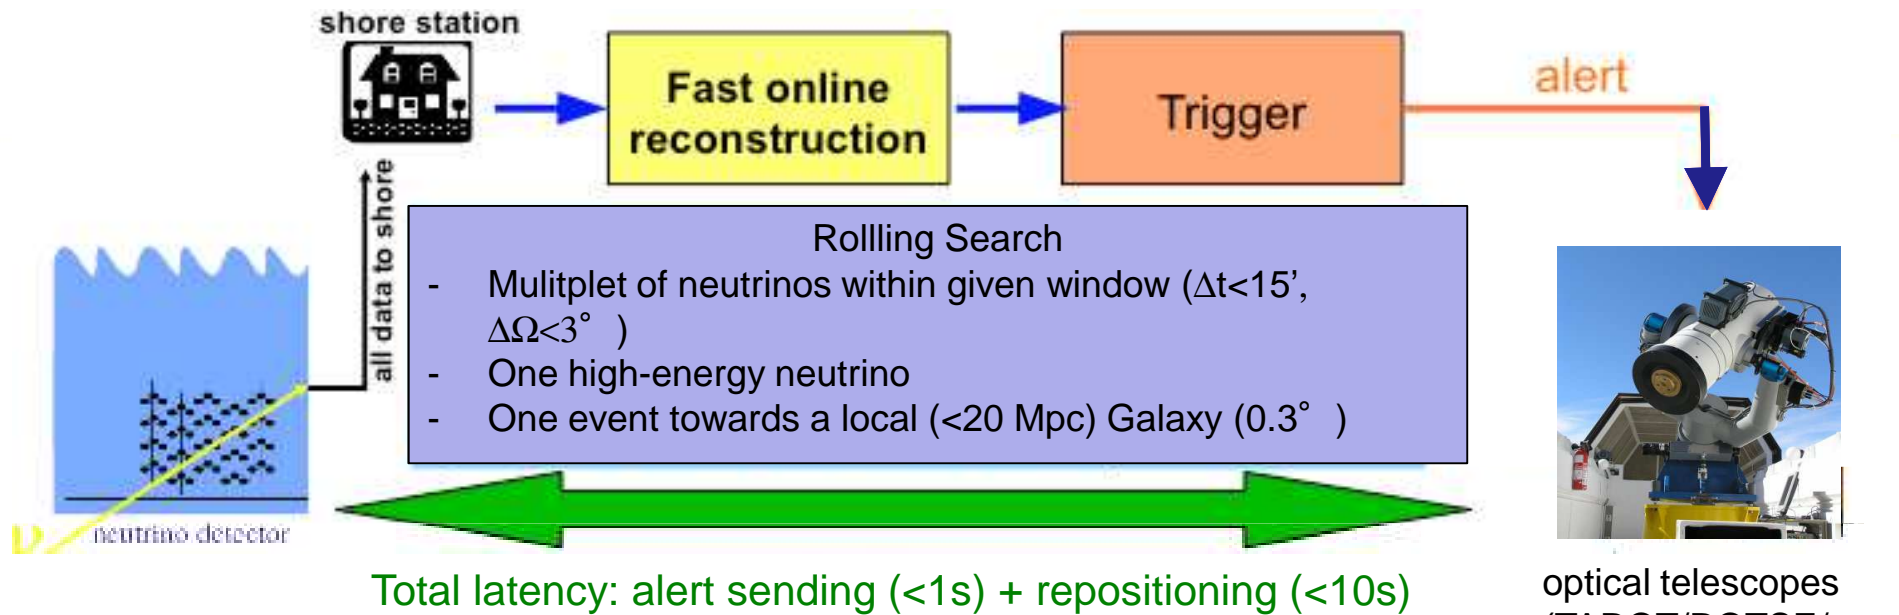 shore station
Fast online
reconstruction
Trigger
alert
all data to shore
Rollling Search
- Mulitplet of neutrinos within given window (Δt<15’,
ΔΩ<3° )
- One high-energy neutrino
- One event towards a local (<20 Mpc) Galaxy (0.3° )
neutrino detector
Total latency: alert sending (<1s) + repositioning (<10s)
optical telescopes